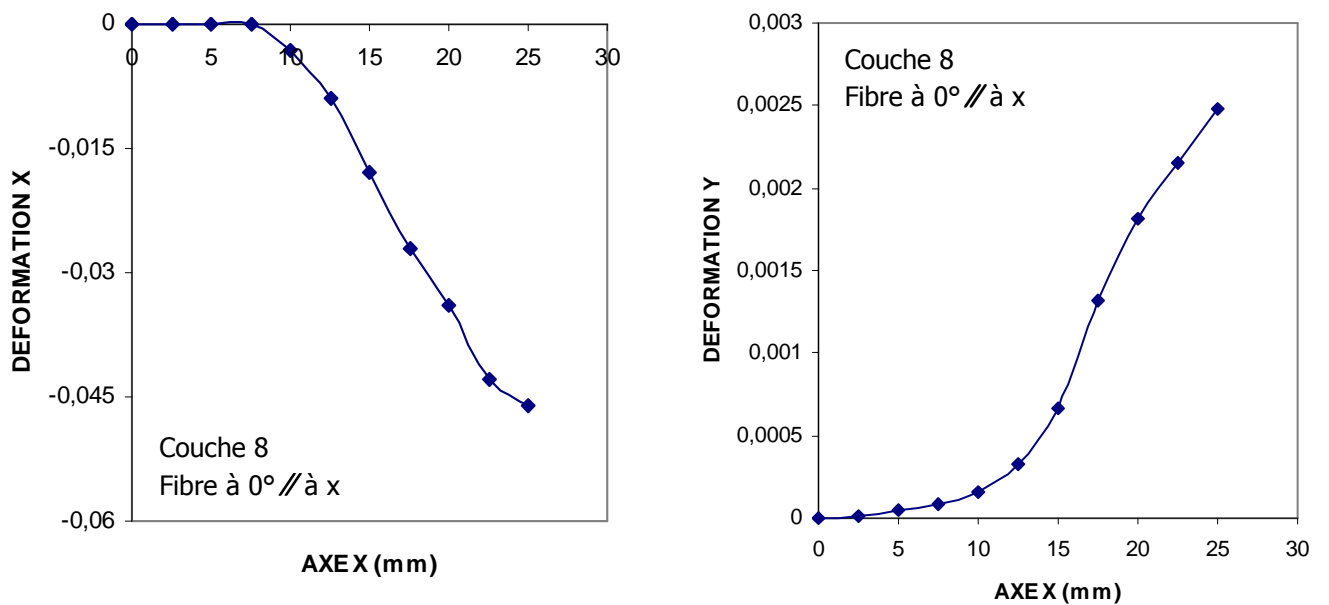 0
0 5 10 15 20 25 30
-0,015
-0,03
-0,045
-0,06
DEFORMATION X
Couche 8
Fibre à 0° // à x
AXE X (mm)
0,003
0,0025
0,002
0,0015
0,001
0,0005
0
0 5 10 15 20 25 30
DEFORMATION Y
Couche 8
Fibre à 0° // à x
AXE X (mm)